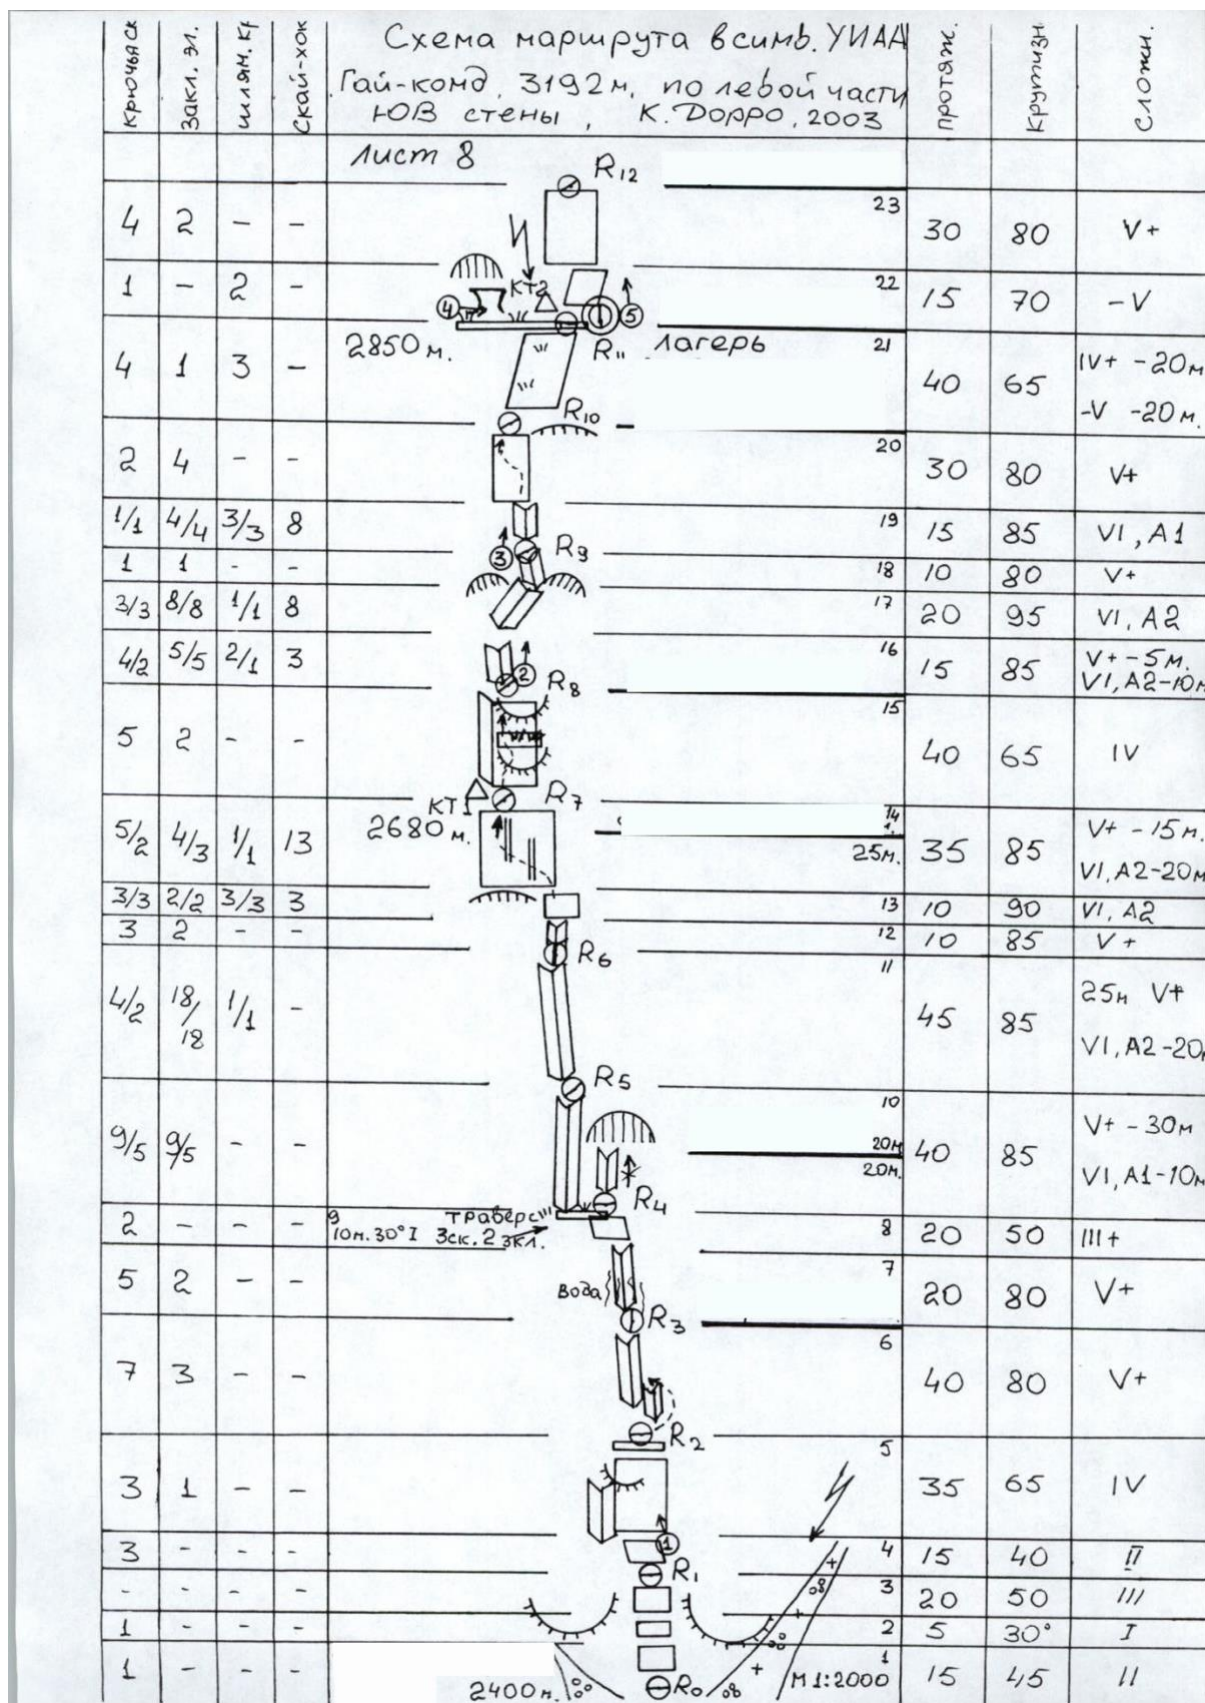 Крючья ск
Закл. эл.
шлям. Кр
Скай-хок
Схема маршрута в симв. УИАА
Гай-комд. 3192м. по левой части
ЮВ стены, К. Дорро. 2003
протяж.
Крутизн
Сложн.
лист 8
R12
4 2 - - 23 30 80 V+
КТ2
1 - 2 - 22 15 70 -V
4 5
2850 м. R11 лагерь
4 1 3 - 21 40 65 IV+ -20м
-V -20м.
R10
2 4 - - 20 30 80 V+
1/1 4/4 3/3 8 19 15 85 VI, A1
3 R9
1 1 - - 18 10 80 V+
3/3 8/8 1/1 8 17 20 95 VI, A2
4/2 5/5 2/1 3 16 15 85 V+ -5м.
VI, A2-10м
2 R8
5 2 - - 15 40 65 IV
КТ1 R7
2680 м.
5/2 4/3 1/1 13 14 35 85 V+ -15м.
25м.
VI, A2-20м
3/3 2/2 3/3 3 13 10 90 VI, A2
3 2 - - 12 10 85 V+
R6
4/2 18/18 1/1 - 11 45 85 25м V+
VI, A2-20м
R5
9/5 9/5 - - 10 40 85 V+ -30м
20м
20м.
VI, A1-10м
R4
9 траверс
10м. 30° I 3ск. 2 зкл.
2 - - - 8 20 50 III+
5 2 - - вода 7 20 80 V+
R3
7 3 - - 6 40 80 V+
R2
3 1 - - 5 35 65 IV
1
3 - - - 4 15 40 II
R1
- - - - 3 20 50 III
1 - - - 2 5 30° I
1 - - - 1 15 45 II
2400м. R0 М 1:2000